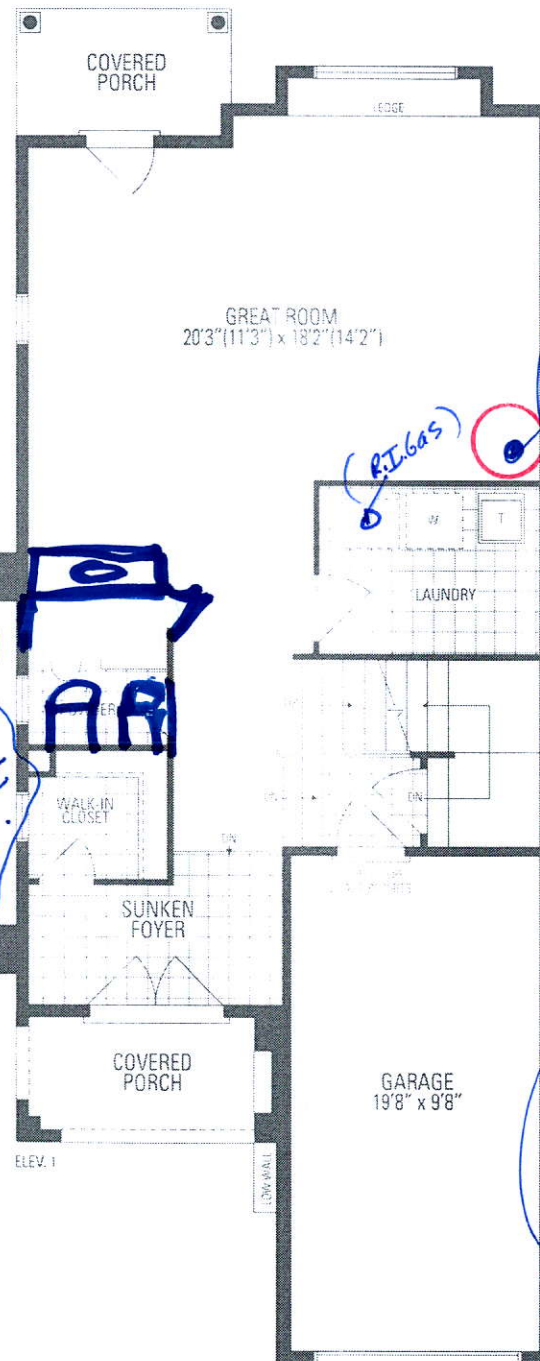 COVERED
PORCH
LEDGE
GREAT ROOM
20'3"(11'3") x 18'2"(14'2")
(R.I. Gas)
W
T
LAUNDRY
WALK-IN
CLOSET
DN
DN
DN
SUNKEN
FOYER
COVERED
PORCH
GARAGE
19'8" x 9'8"
ELEV. 1
LOW WALL